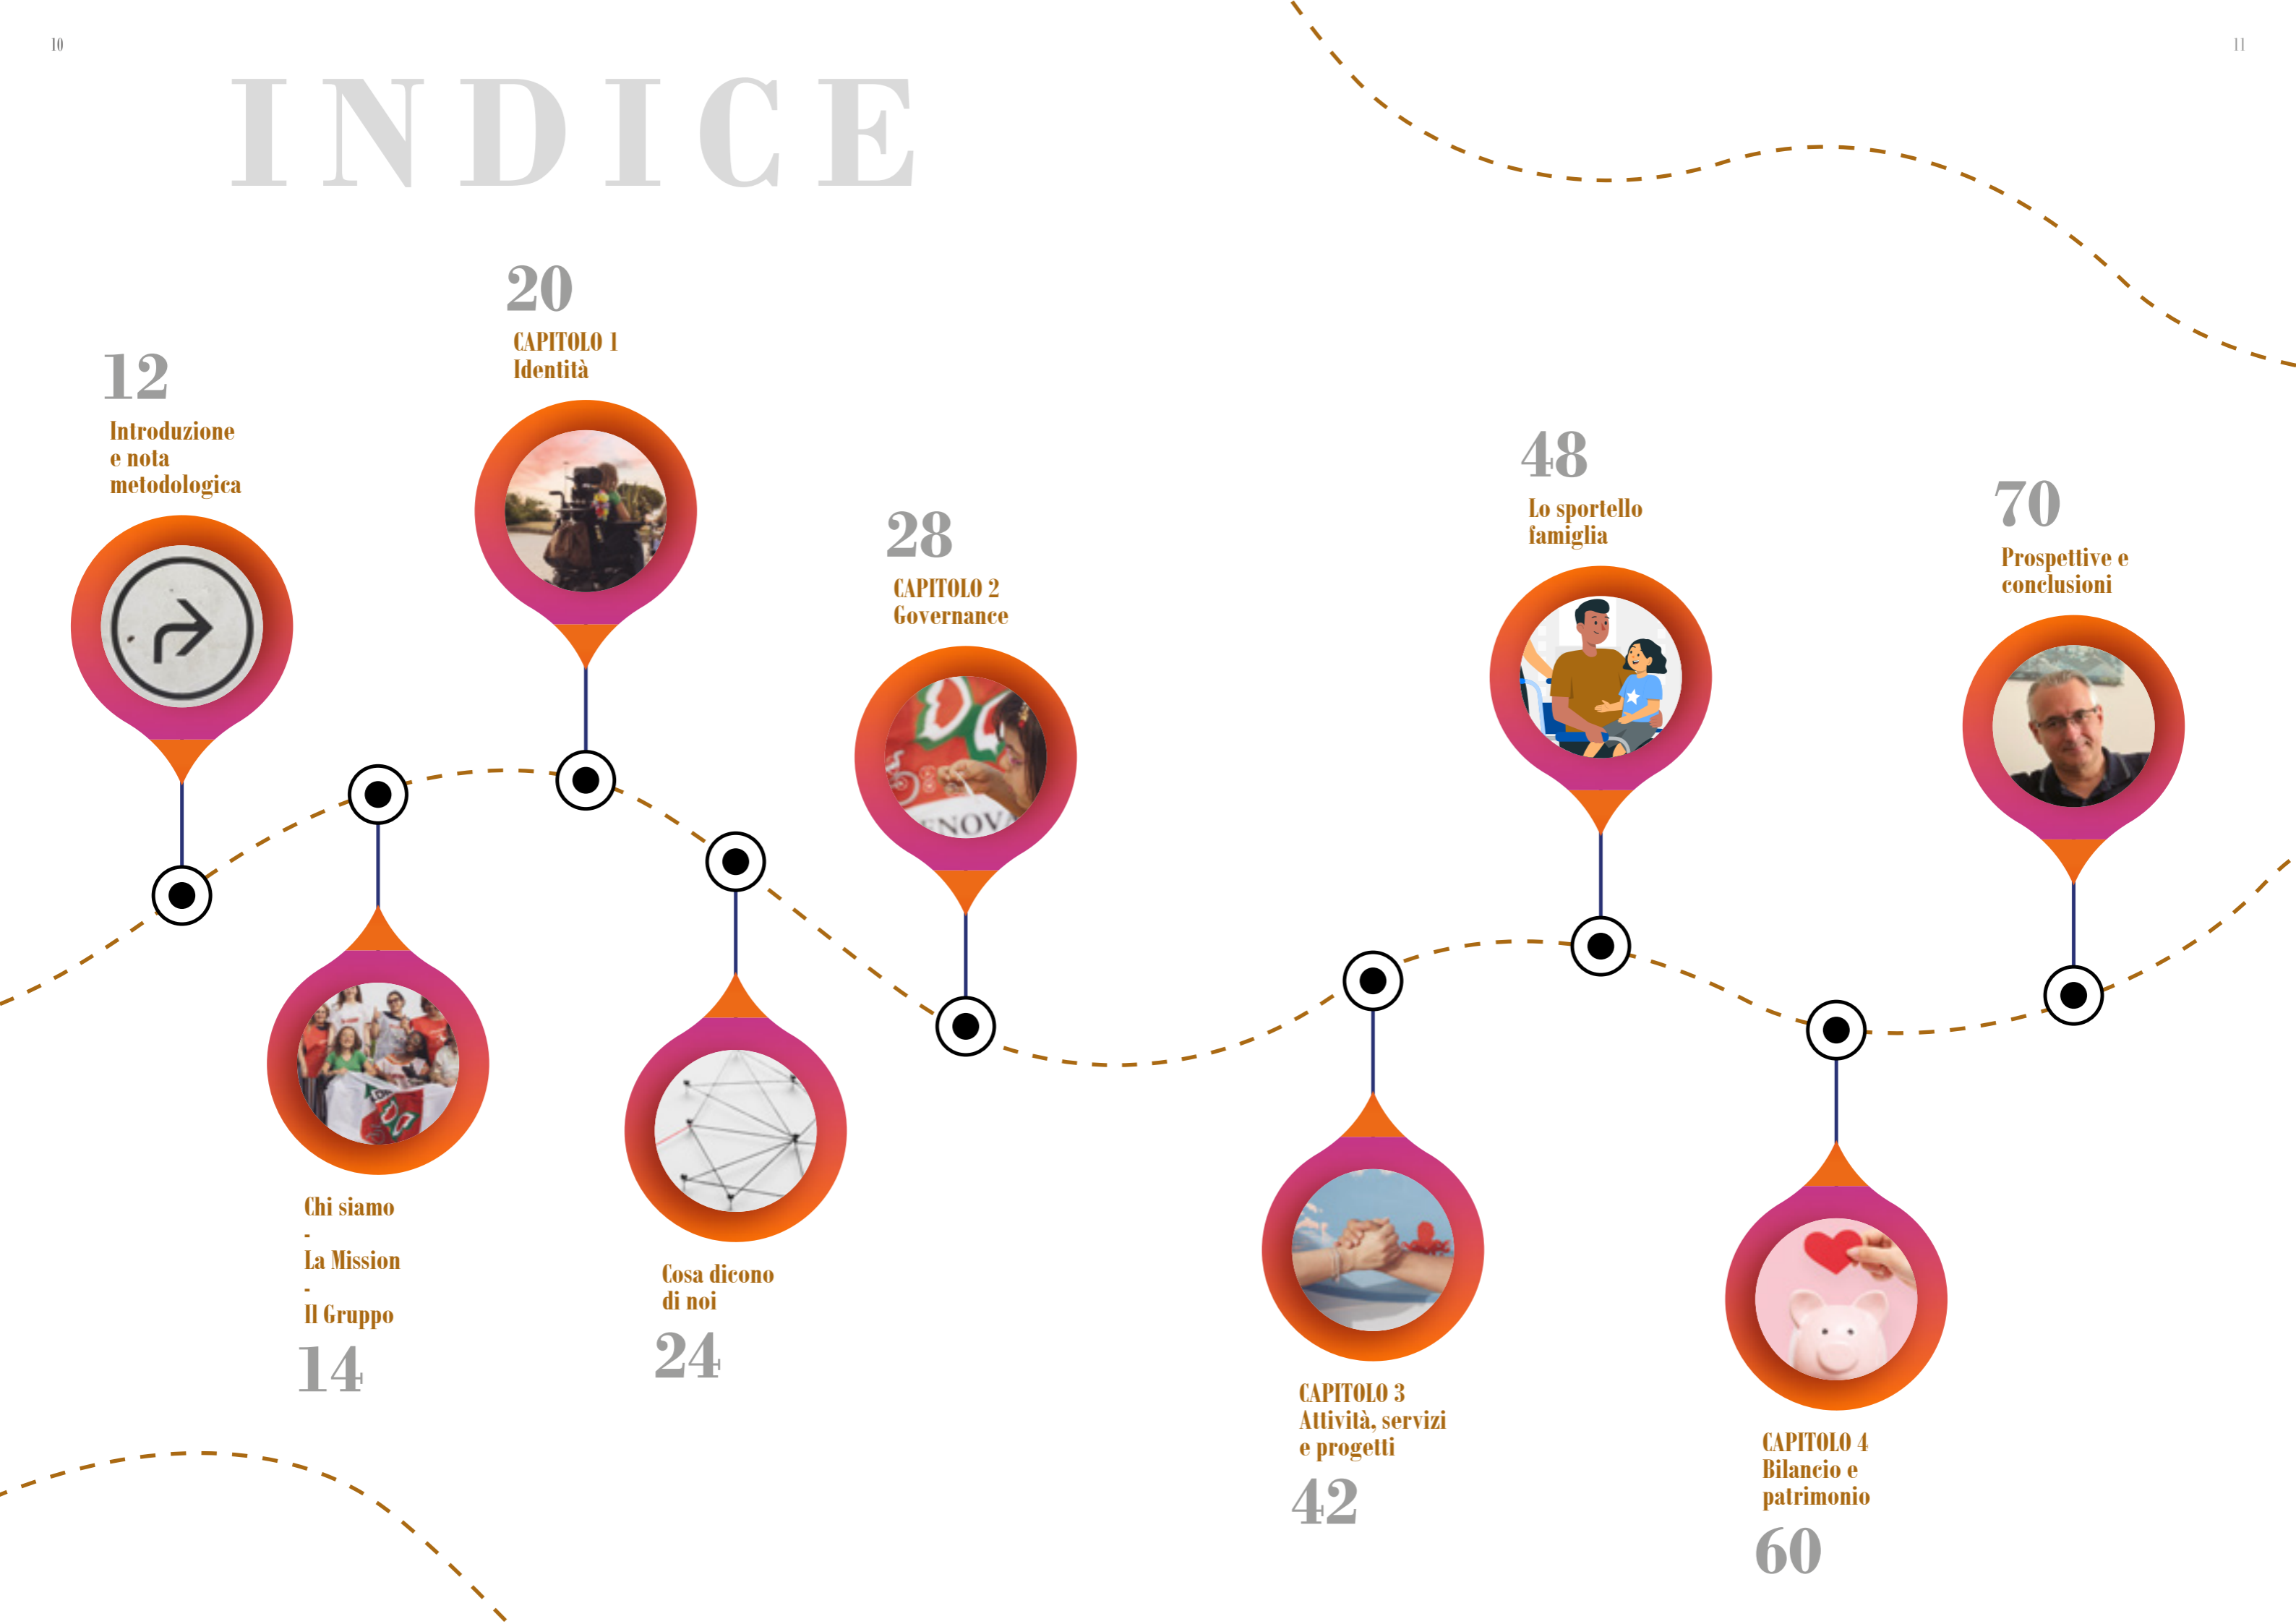 10
11
INDICE
12
Introduzione
e nota
metodologica
Chi siamo
-
La Mission
-
Il Gruppo
14
20
CAPITOLO 1
Identità
Cosa dicono
di noi
24
28
CAPITOLO 2
Governance
ENOVA
CAPITOLO 3
Attività, servizi
e progetti
42
48
Lo sportello
famiglia
CAPITOLO 4
Bilancio e
patrimonio
60
70
Prospettive e
conclusioni